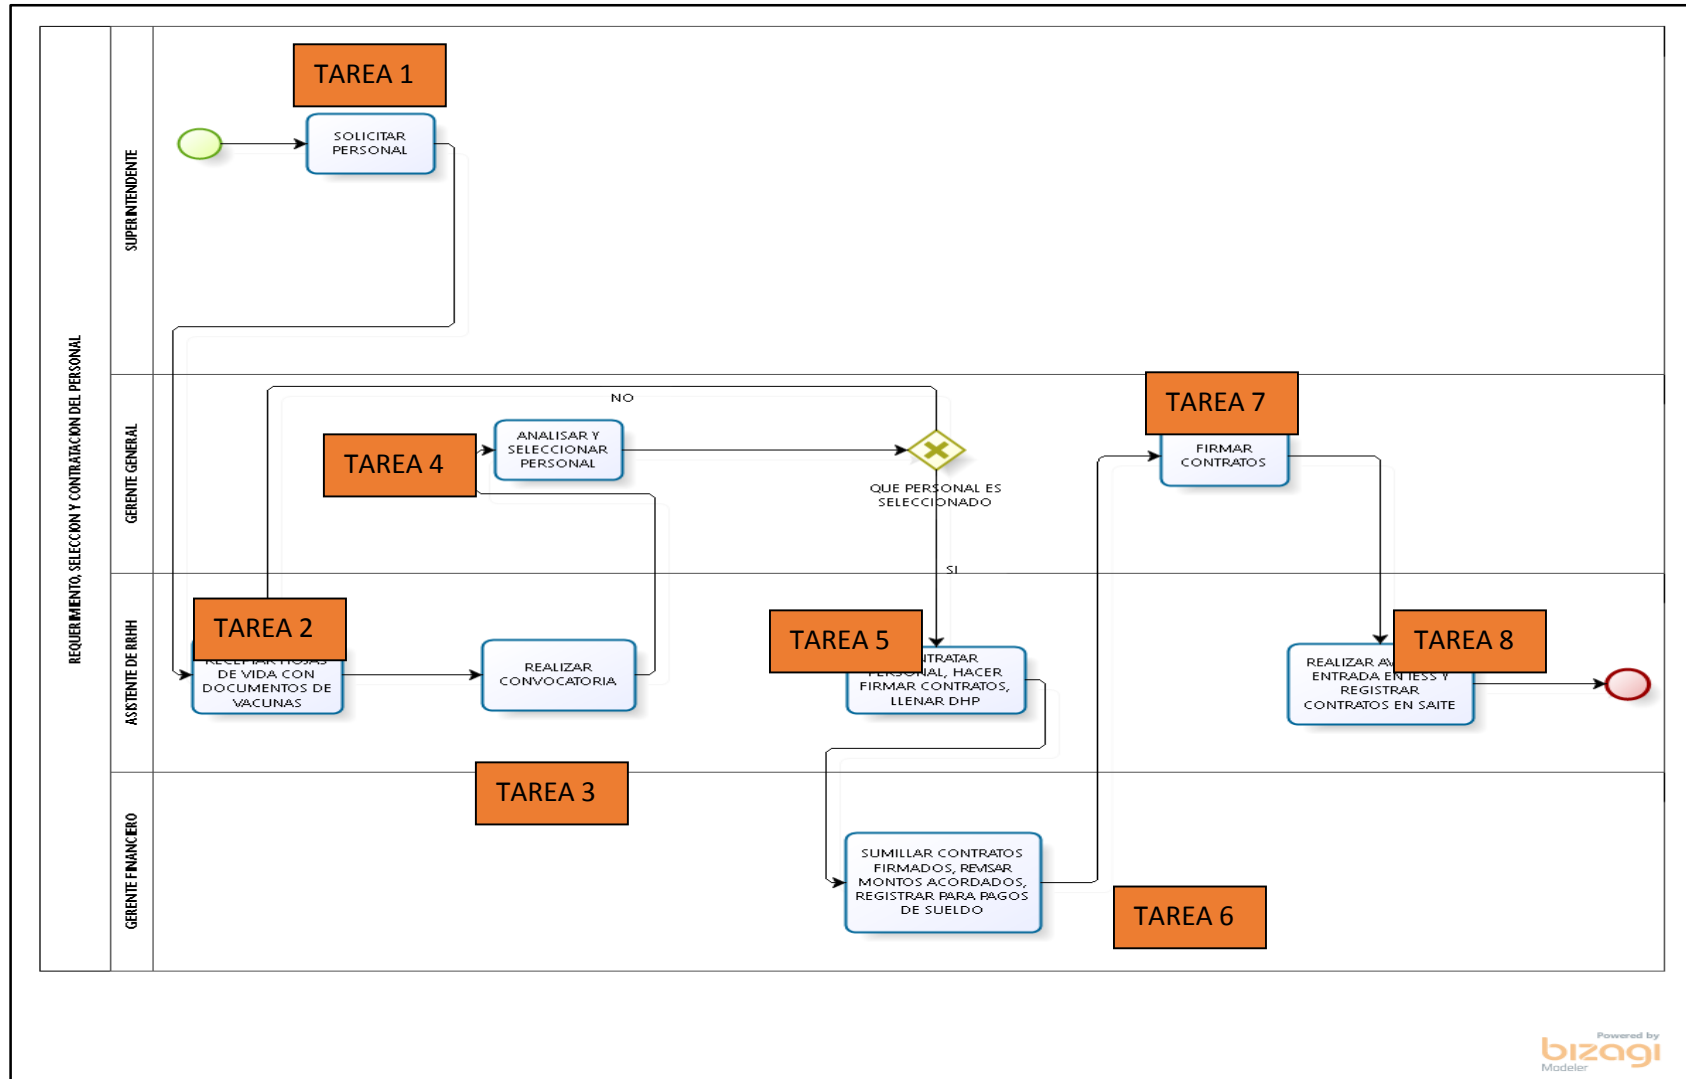 REQUERIMIENTO, SELECCION Y CONTRATACION DEL PERSONAL
SUPERINTENDENTE
TAREA 1
SOLICITAR
PERSONAL
GERENTE GENERAL
NO
TAREA 4
ANALISAR Y
SELECCIONAR
PERSONAL
QUE PERSONAL ES
SELECCIONADO
SI
TAREA 7
FIRMAR
CONTRATOS
ASISTENTE DE RRHH
TAREA 2
DE VIDA CON
DOCUMENTOS DE
VACUNAS
REALIZAR
CONVOCATORIA
TAREA 5
HACER
FIRMAR CONTRATOS,
LLENAR DHP
TAREA 8
REALIZAR
ENTRADA EN IESS Y
REGISTRAR
CONTRATOS EN SAITE
GERENTE FINANCIERO
TAREA 3
SUMILLAR CONTRATOS
FIRMADOS, REVISAR
MONTOS ACORDADOS,
REGISTRAR PARA PAGOS
DE SUELDO
TAREA 6
Powered by
bizagi
Modeler